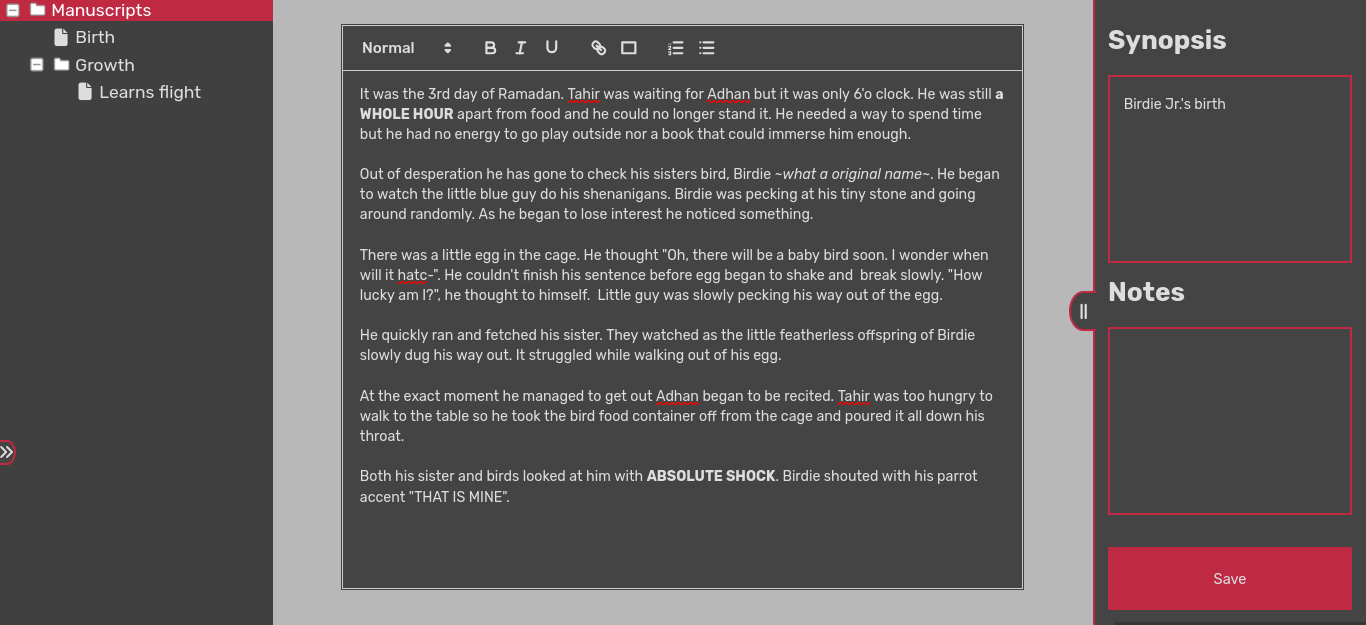 Manuscripts
Birth
Growth
Learns flight
Normal
B I U
It was the 3rd day of Ramadan. Tahir was waiting for Adhan but it was only 6'o clock. He was still a
WHOLE HOUR apart from food and he could no longer stand it. He needed a way to spend time
but he had no energy to go play outside nor a book that could immerse him enough.
Out of desperation he has gone to check his sisters bird, Birdie ~what a original name~. He began
to watch the little blue guy do his shenanigans. Birdie was pecking at his tiny stone and going
around randomly. As he began to lose interest he noticed something.
There was a little egg in the cage. He thought "Oh, there will be a baby bird soon. I wonder when
will it hatc-". He couldn't finish his sentence before egg began to shake and  break slowly. "How
lucky am I?", he thought to himself.  Little guy was slowly pecking his way out of the egg.
He quickly ran and fetched his sister. They watched as the little featherless offspring of Birdie
slowly dug his way out. It struggled while walking out of his egg.
At the exact moment he managed to get out Adhan began to be recited. Tahir was too hungry to
walk to the table so he took the bird food container off from the cage and poured it all down his
throat.
Both his sister and birds looked at him with ABSOLUTE SHOCK. Birdie shouted with his parrot
accent "THAT IS MINE".
Synopsis
Birdie Jr.'s birth
Notes
Save